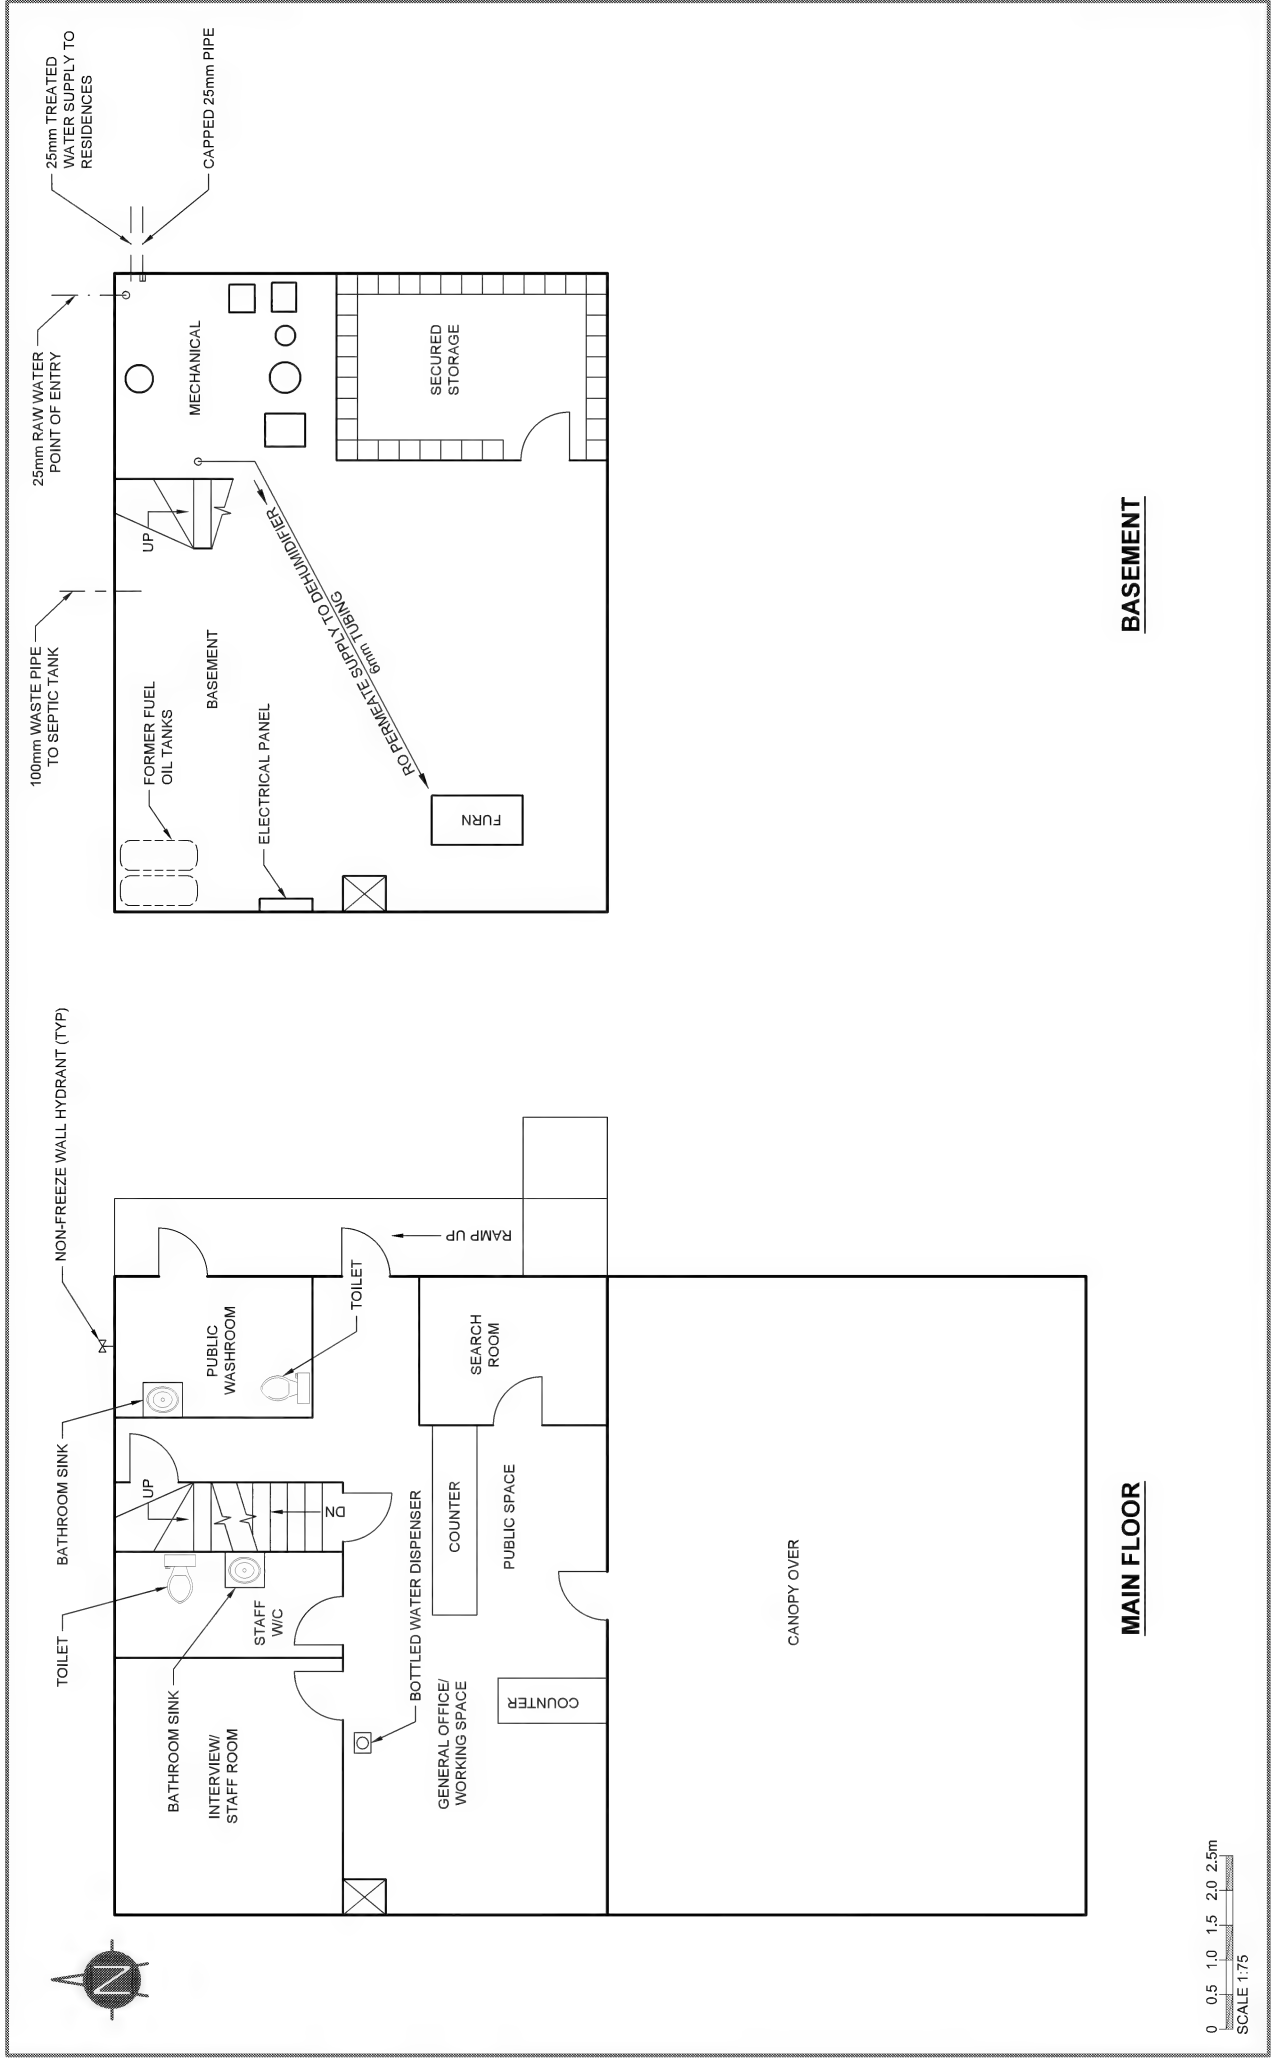 NON-FREEZE WALL HYDRANT (TYP)
BATHROOM SINK
TOILET
PUBLIC
WASHROOM
TOILET
RAMP UP
UP
DN
STAFF
W/C
BATHROOM SINK
INTERVIEW/
STAFF ROOM
SEARCH
ROOM
COUNTER
PUBLIC SPACE
BOTTLED WATER DISPENSER
GENERAL OFFICE/
WORKING SPACE
COUNTER
CANOPY OVER
MAIN FLOOR
N
0 0.5 1.0 1.5 2.0 2.5m
SCALE 1:75
100mm WASTE PIPE
TO SEPTIC TANK
25mm RAW WATER
POINT OF ENTRY
25mm TREATED
WATER SUPPLY TO
RESIDENCES
CAPPED 25mm PIPE
FORMER FUEL
OIL TANKS
UP
MECHANICAL
BASEMENT
ELECTRICAL PANEL
RO PERMEATE SUPPLY TO DEHUMIDIFIER
6mm TUBING
SECURED
STORAGE
FURN
BASEMENT